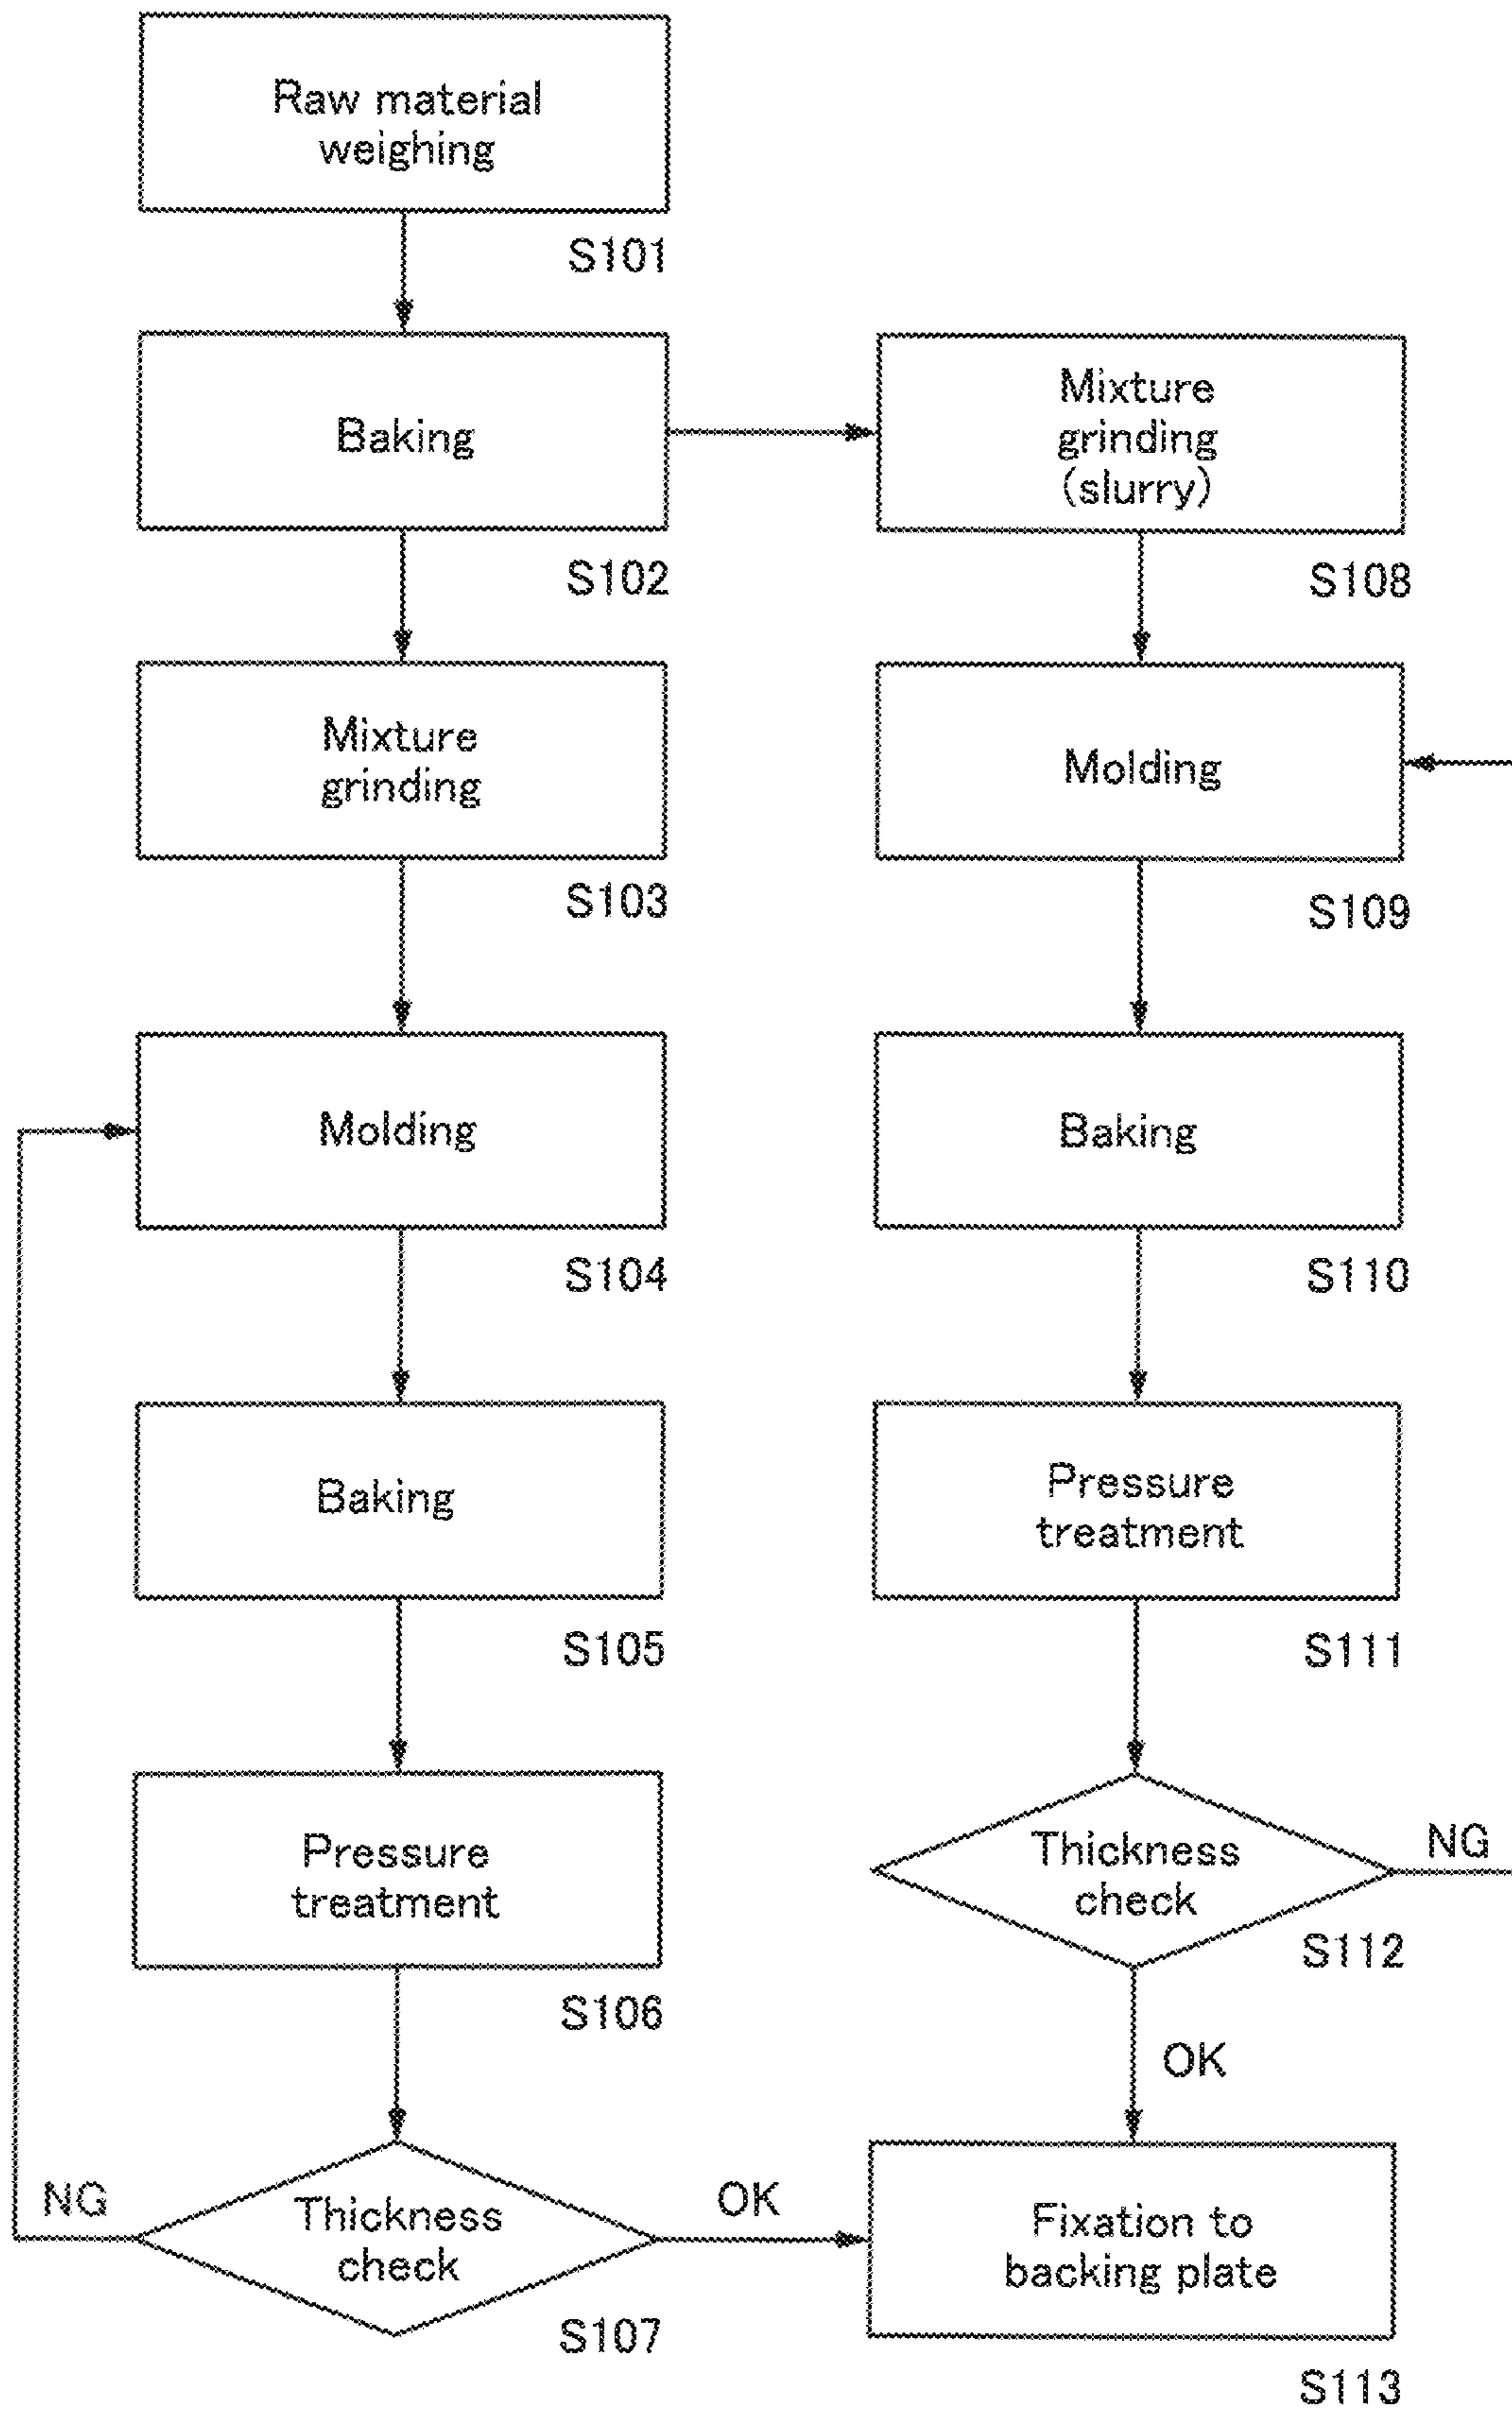 Raw material
weighing
S101
Baking
S102
Mixture
grinding
S103
Molding
S104
Baking
S105
Pressure
treatment
S106
Thickness
check
S107
NG
OK
Mixture
grinding
(slurry)
S108
Molding
S109
Baking
S110
Pressure
treatment
S111
Thickness
check
S112
NG
OK
Fixation to
backing plate
S113